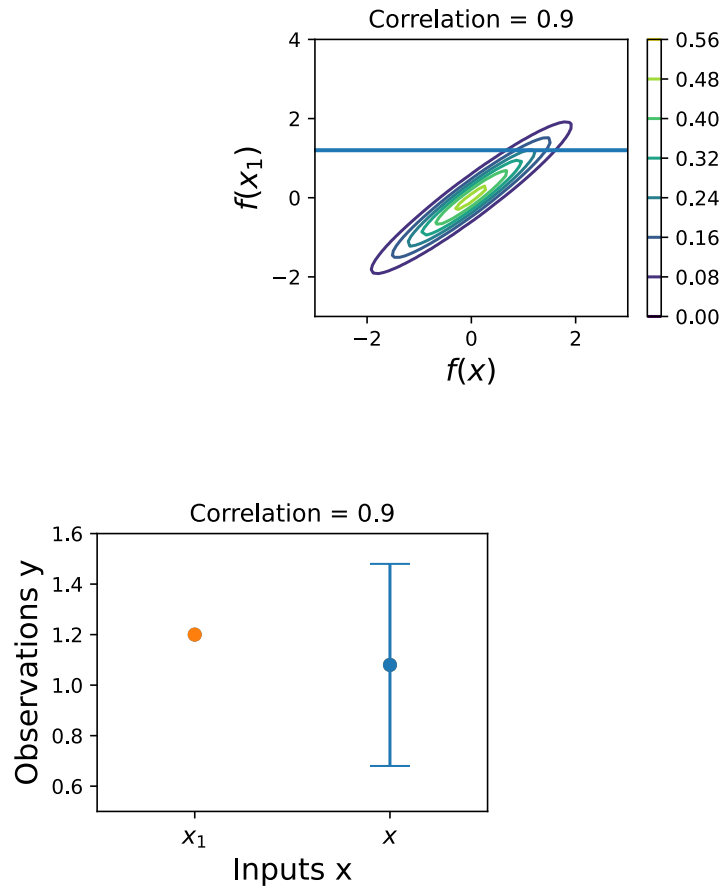 Correlation = 0.9
4
2
0
−2
f(x₁)
−2
0
2
f(x)
0.56
0.48
0.40
0.32
0.24
0.16
0.08
0.00
Correlation = 0.9
1.6
1.4
1.2
1.0
0.8
0.6
Observations y
x₁
x
Inputs x